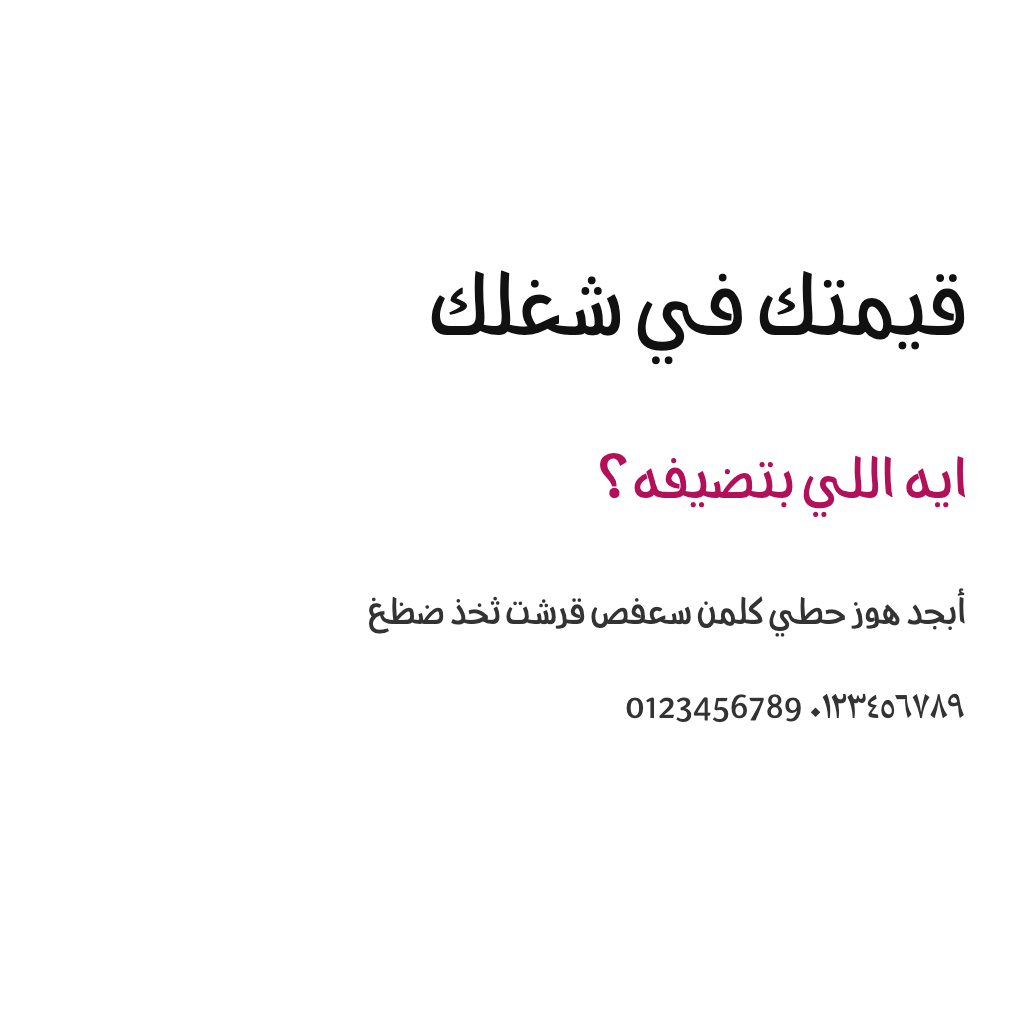 قيمتك في شغلك
ايه اللي بتضيفه ؟
أبجد هوز حطي كلمن سعفص قرشت ثخذ ضظغ
٠١٢٣٤٥٦٧٨٩ 0123456789